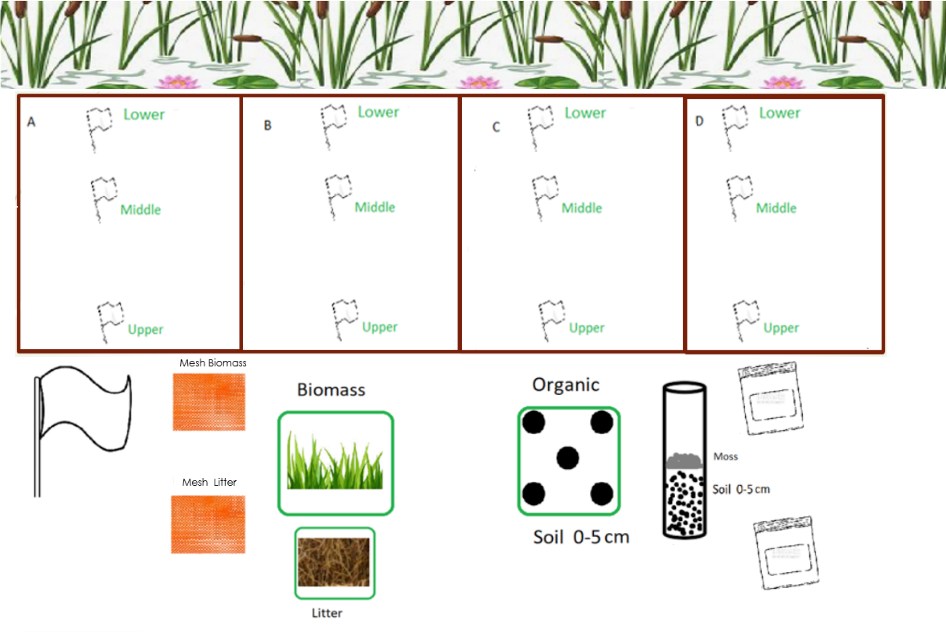 A
Lower
B
Lower
C
Lower
D
Lower
Middle
Middle
Middle
Middle
Upper
Upper
Upper
Upper
Mesh Biomass
Biomass
Organic
Moss
Mesh Litter
Soil 0-5 cm
Soil 0-5 cm
Litter